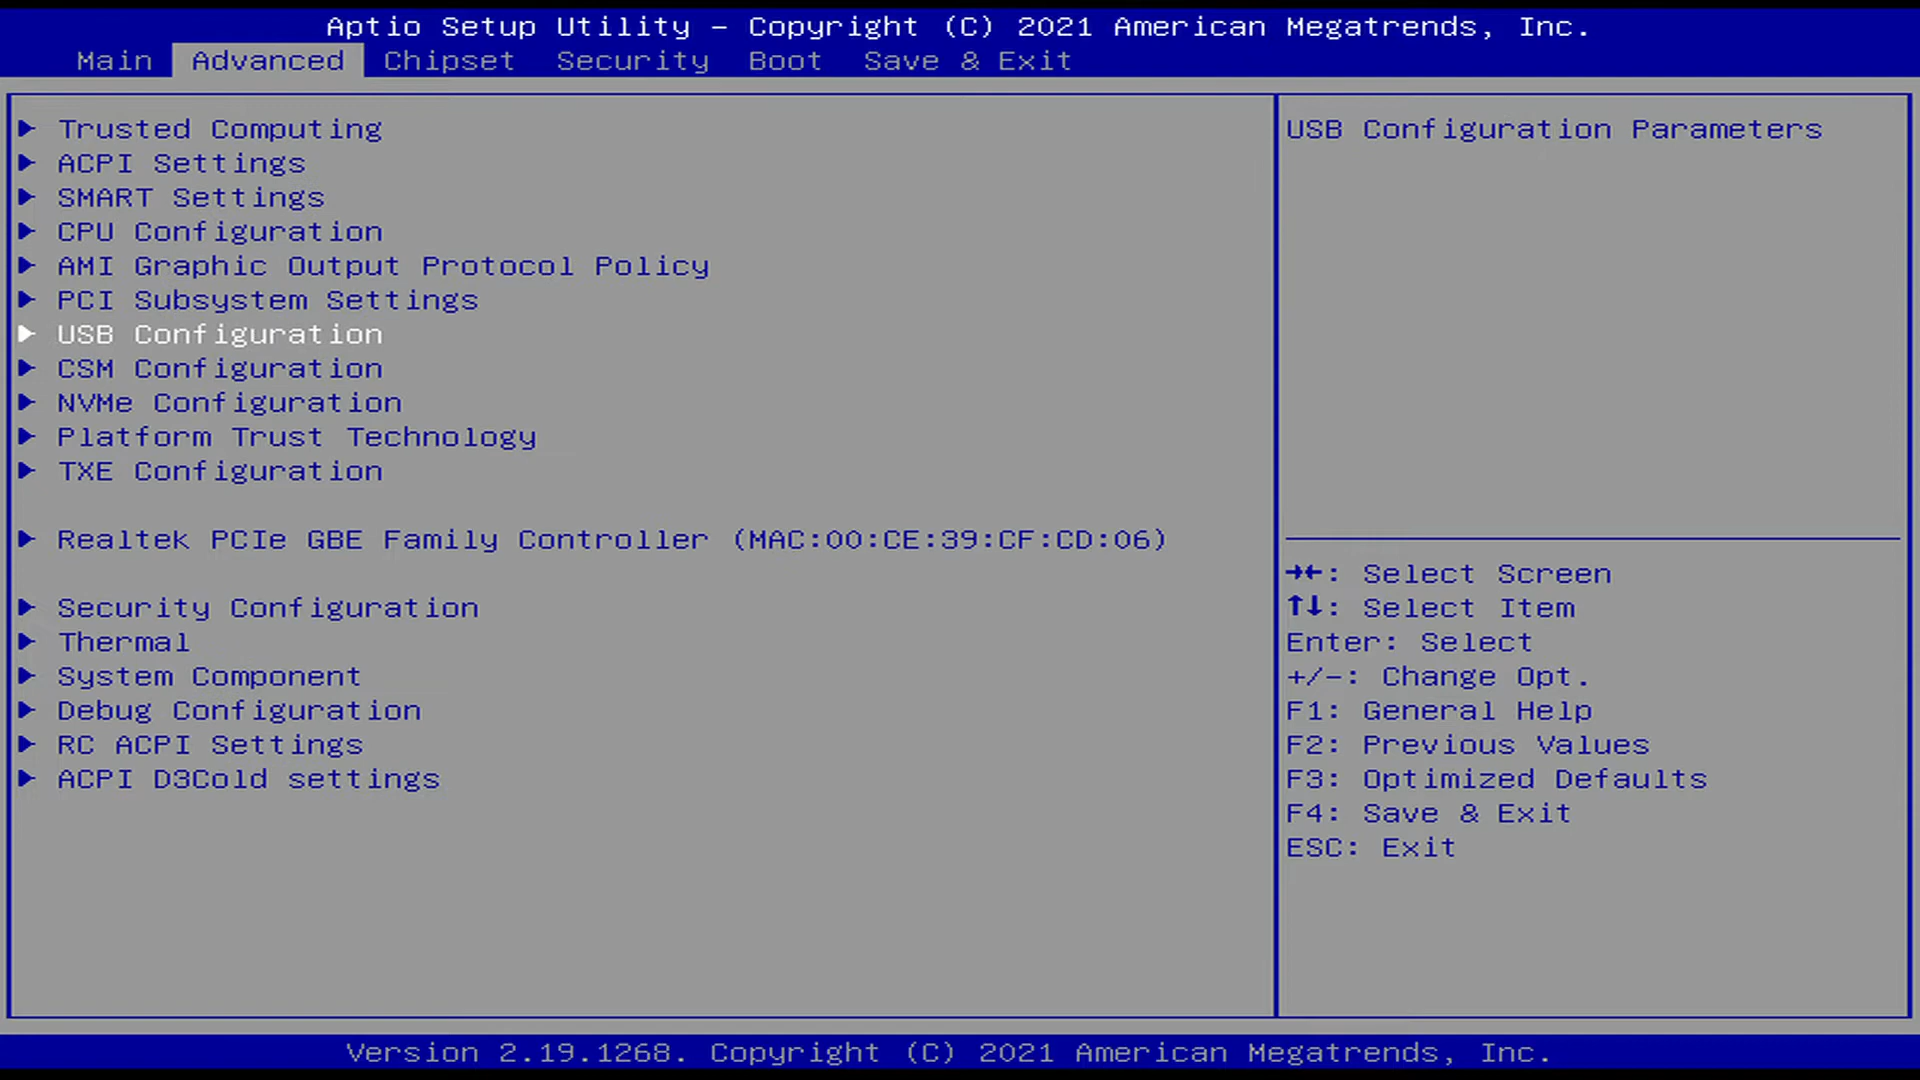 Aptio Setup Utility – Copyright (C) 2021 American Megatrends, Inc.
Main Advanced Chipset Security Boot Save & Exit
► Trusted Computing
► ACPI Settings
► SMART Settings
► CPU Configuration
► AMI Graphic Output Protocol Policy
► PCI Subsystem Settings
► USB Configuration
► CSM Configuration
► NVMe Configuration
► Platform Trust Technology
► TXE Configuration
► Realtek PCIe GBE Family Controller (MAC:00:CE:39:CF:CD:06)
► Security Configuration
► Thermal
► System Component
► Debug Configuration
► RC ACPI Settings
► ACPI D3Cold settings
USB Configuration Parameters
→←: Select Screen
↑↓: Select Item
Enter: Select
+/-: Change Opt.
F1: General Help
F2: Previous Values
F3: Optimized Defaults
F4: Save & Exit
ESC: Exit
Version 2.19.1268. Copyright (C) 2021 American Megatrends, Inc.